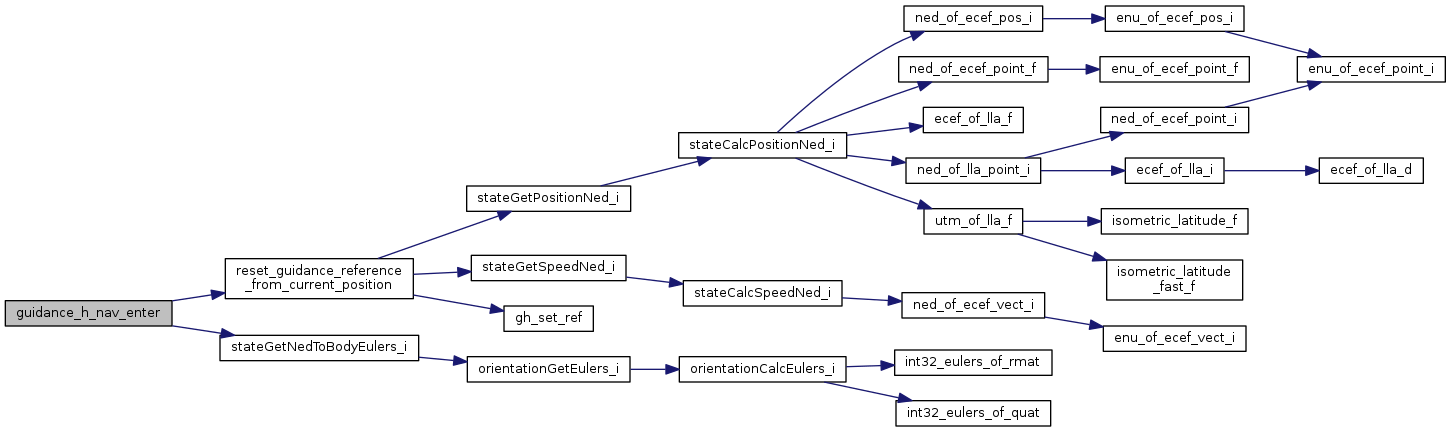 guidance_h_nav_enter
reset_guidance_reference
_from_current_position
stateGetNedToBodyEulers_i
stateGetPositionNed_i
stateGetSpeedNed_i
gh_set_ref
orientationGetEulers_i
stateCalcPositionNed_i
stateCalcSpeedNed_i
orientationCalcEulers_i
ned_of_ecef_pos_i
ned_of_ecef_point_f
ecef_of_lla_f
ned_of_lla_point_i
utm_of_lla_f
ned_of_ecef_vect_i
int32_eulers_of_rmat
int32_eulers_of_quat
enu_of_ecef_pos_i
enu_of_ecef_point_f
ned_of_ecef_point_i
ecef_of_lla_i
isometric_latitude_f
isometric_latitude
_fast_f
enu_of_ecef_vect_i
enu_of_ecef_point_i
ecef_of_lla_d